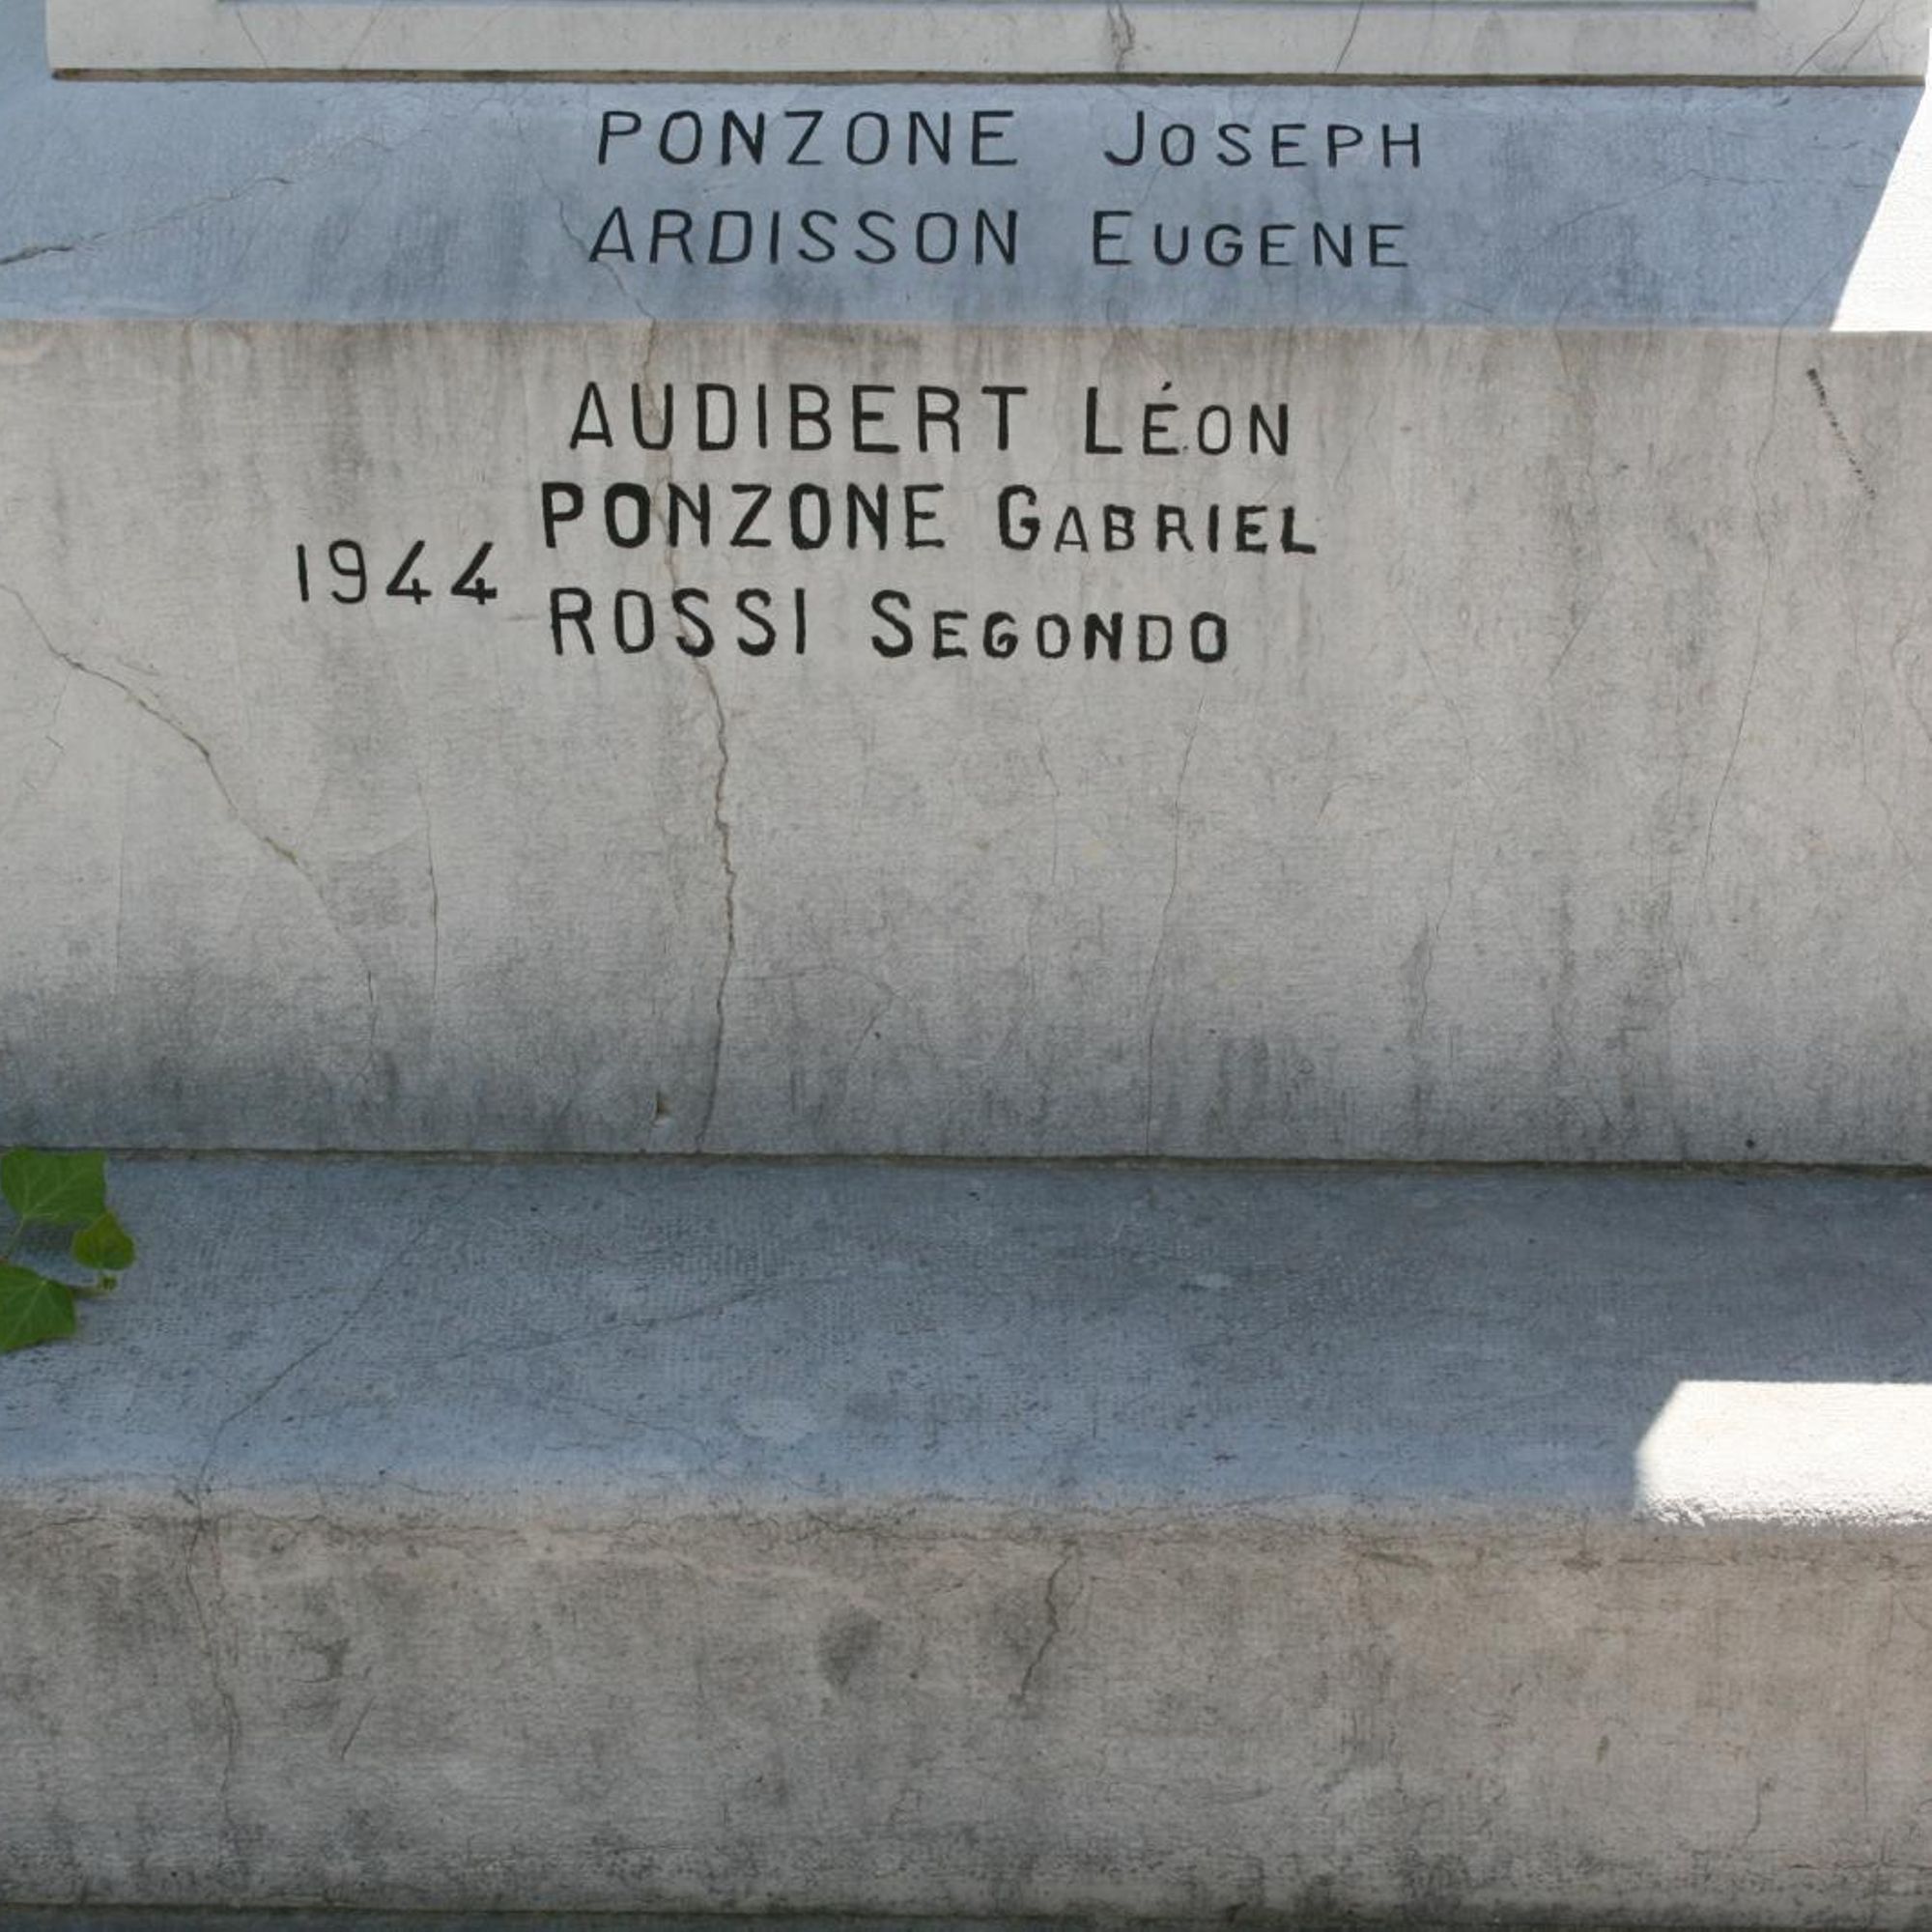 PONZONE JOSEPH
ARDISSON EUGENE
AUDIBERT LÉON
PONZONE GABRIEL
1944
ROSSI SEGONDO